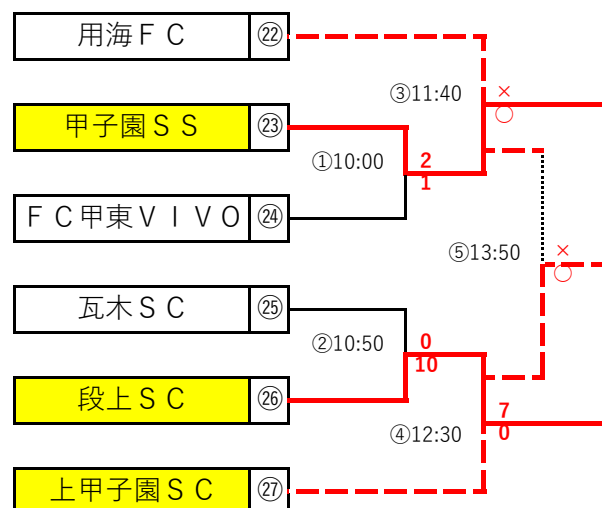 用海ＦＣ ㉒
③11:40 ×
○
甲子園ＳＳ ㉓
①10:00 2
1
ＦＣ甲東ＶＩＶＯ ㉔
⑤13:50 ×
○
瓦木ＳＣ ㉕
②10:50 0
10
段上ＳＣ ㉖
④12:30 7
0
上甲子園ＳＣ ㉗